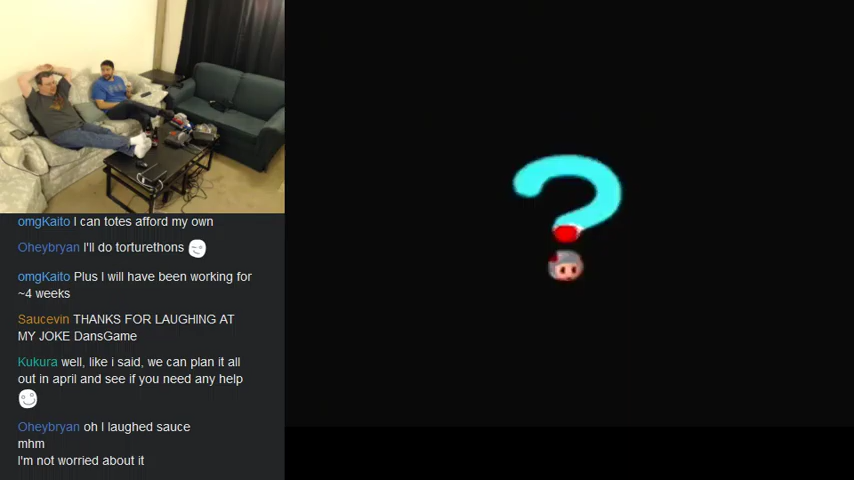 omgKaito I can totes afford my own
Oheybryan I'll do torturethons
omgKaito Plus I will have been working for
~4 weeks
Saucevin THANKS FOR LAUGHING AT
MY JOKE DansGame
Kukura well, like i said, we can plan it all
out in april and see if you need any help
Oheybryan oh I laughed sauce
mhm
I'm not worried about it
?